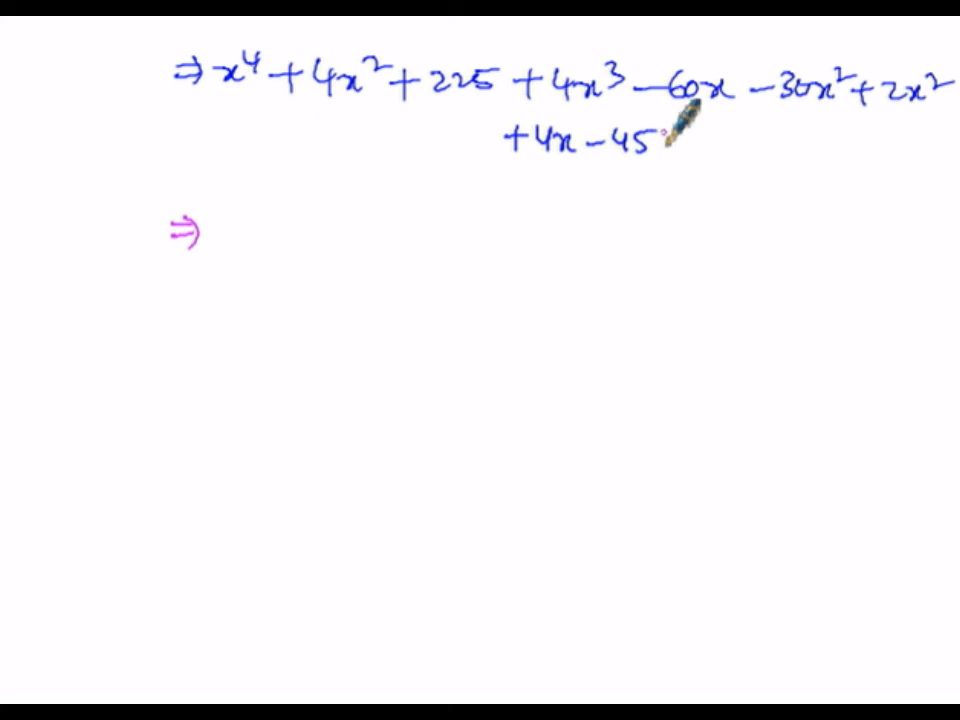 ⇒ x⁴ + 4x² + 225 + 4x³ − 60x − 30x² + 2x²
+ 4x − 45
⇒